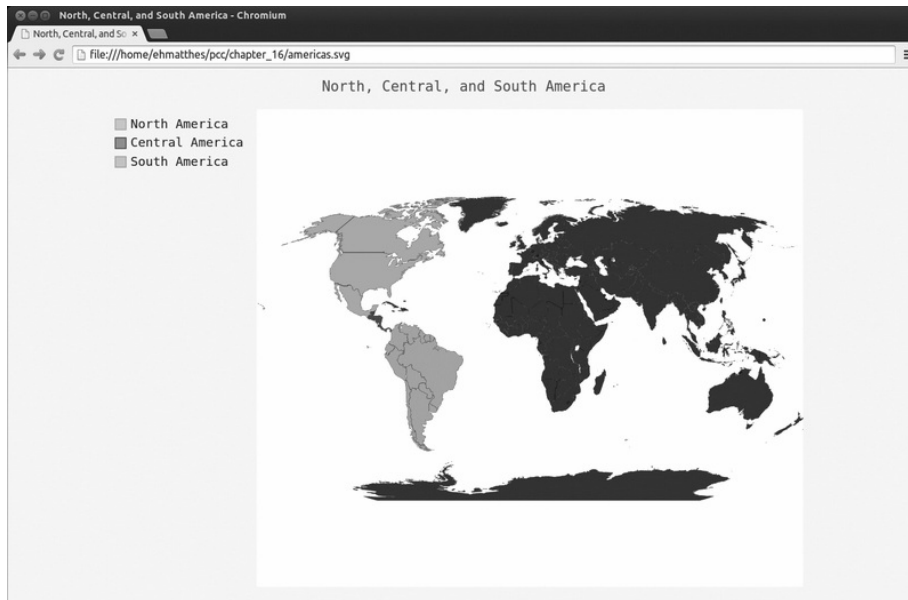 North, Central, and South America - Chromium
North, Central, and So
file:///home/ehmatthes/pcc/chapter_16/americas.svg
North, Central, and South America
North America
Central America
South America